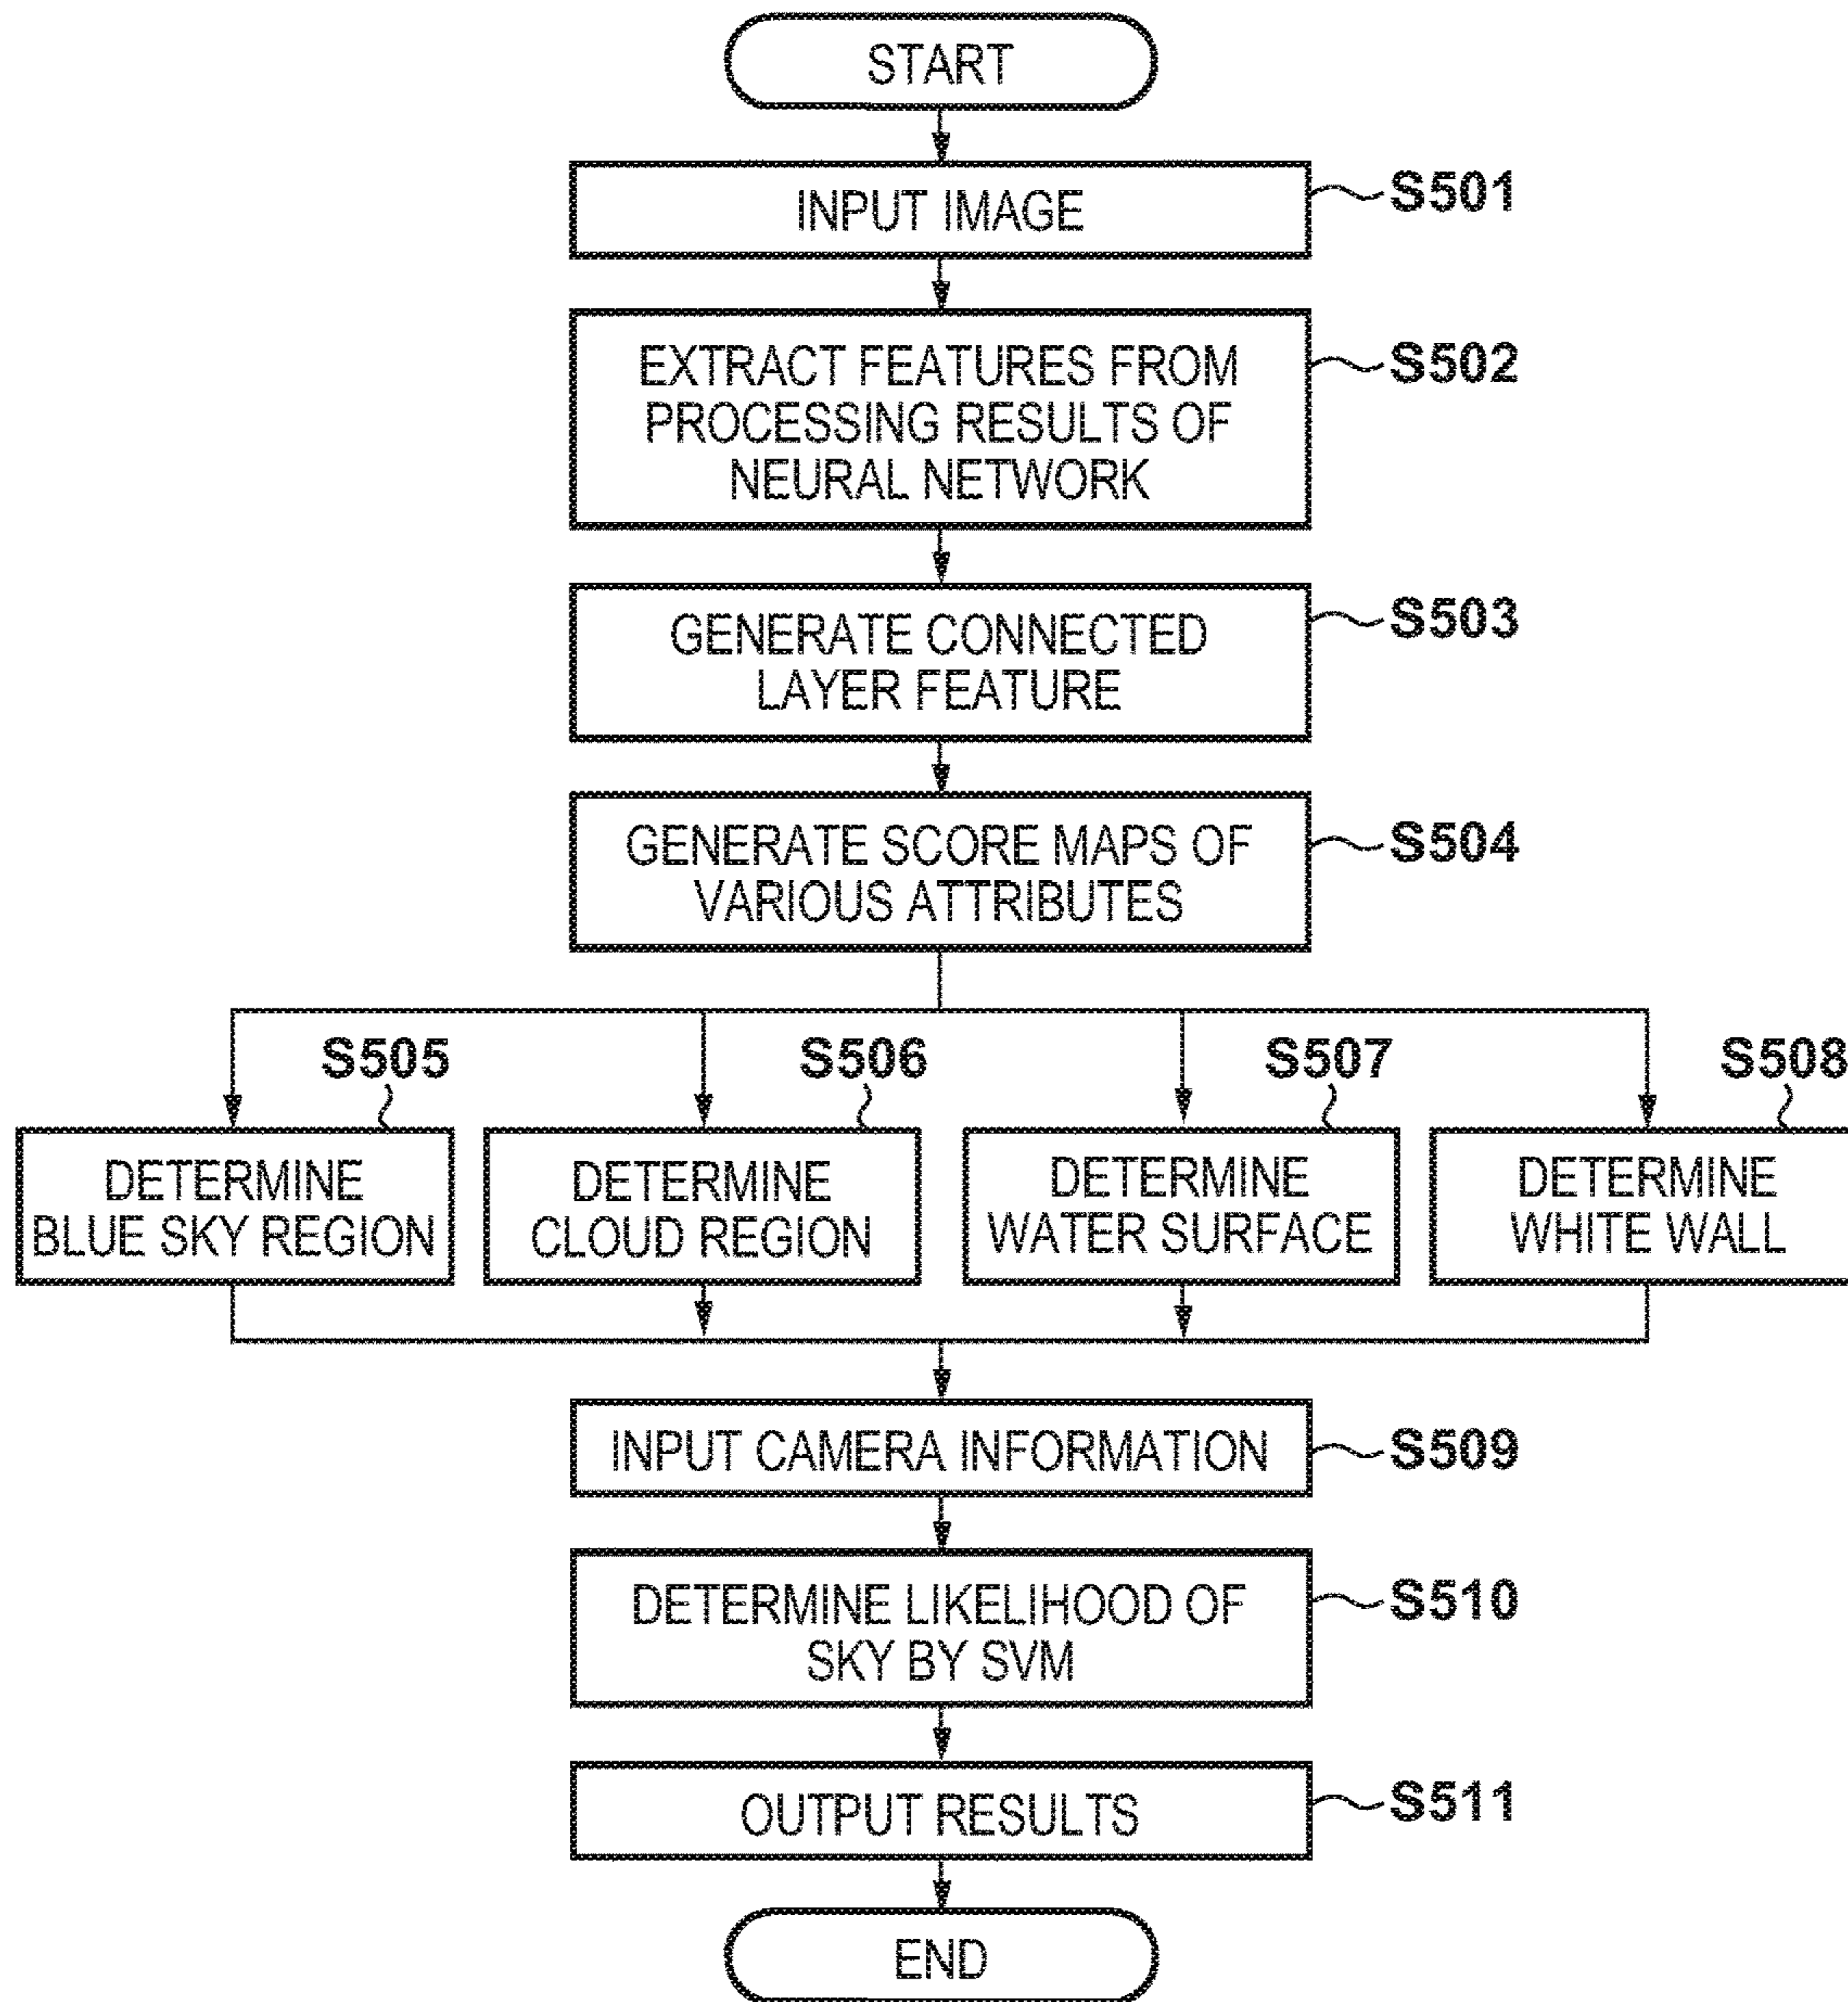 START
INPUT IMAGE
S501
EXTRACT FEATURES FROM
PROCESSING RESULTS OF
NEURAL NETWORK
S502
GENERATE CONNECTED
LAYER FEATURE
S503
GENERATE SCORE MAPS OF
VARIOUS ATTRIBUTES
S504
S505
DETERMINE
BLUE SKY REGION
S506
DETERMINE
CLOUD REGION
S507
DETERMINE
WATER SURFACE
S508
DETERMINE
WHITE WALL
INPUT CAMERA INFORMATION
S509
DETERMINE LIKELIHOOD OF
SKY BY SVM
S510
OUTPUT RESULTS
S511
END